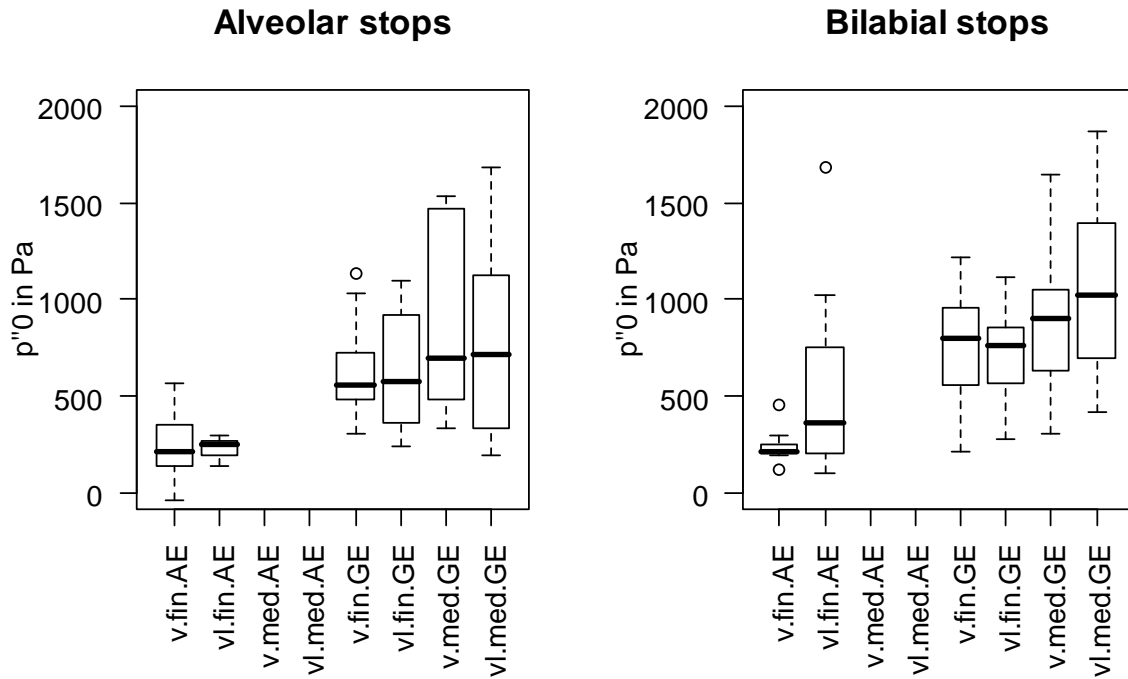 Alveolar stops
p"0 in Pa
2000
1500
1000
500
0
v.fin.AE
vl.fin.AE
v.med.AE
vl.med.AE
v.fin.GE
vl.fin.GE
v.med.GE
vl.med.GE
Bilabial stops
p"0 in Pa
2000
1500
1000
500
0
v.fin.AE
vl.fin.AE
v.med.AE
vl.med.AE
v.fin.GE
vl.fin.GE
v.med.GE
vl.med.GE